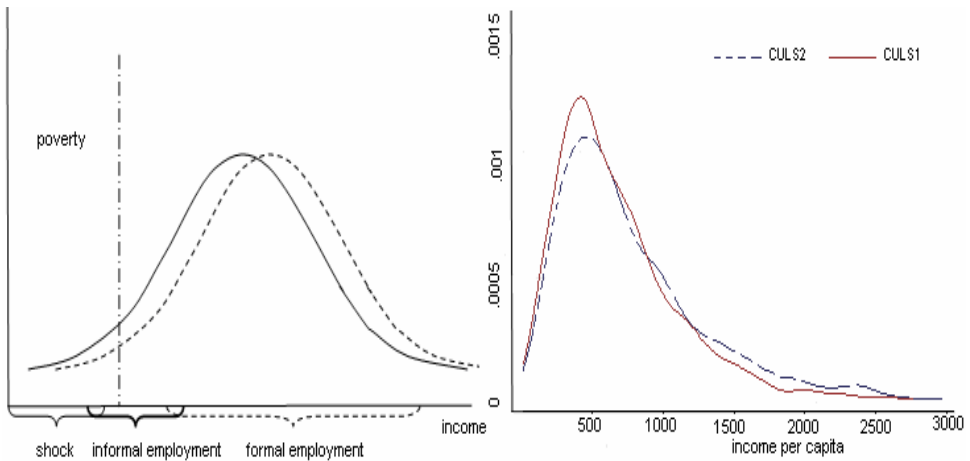 poverty
income
shock informal employment formal employment
.0015
.001
.0005
0
CULS2 CULS1
500 1000 1500 2000 2500 3000
income per capita